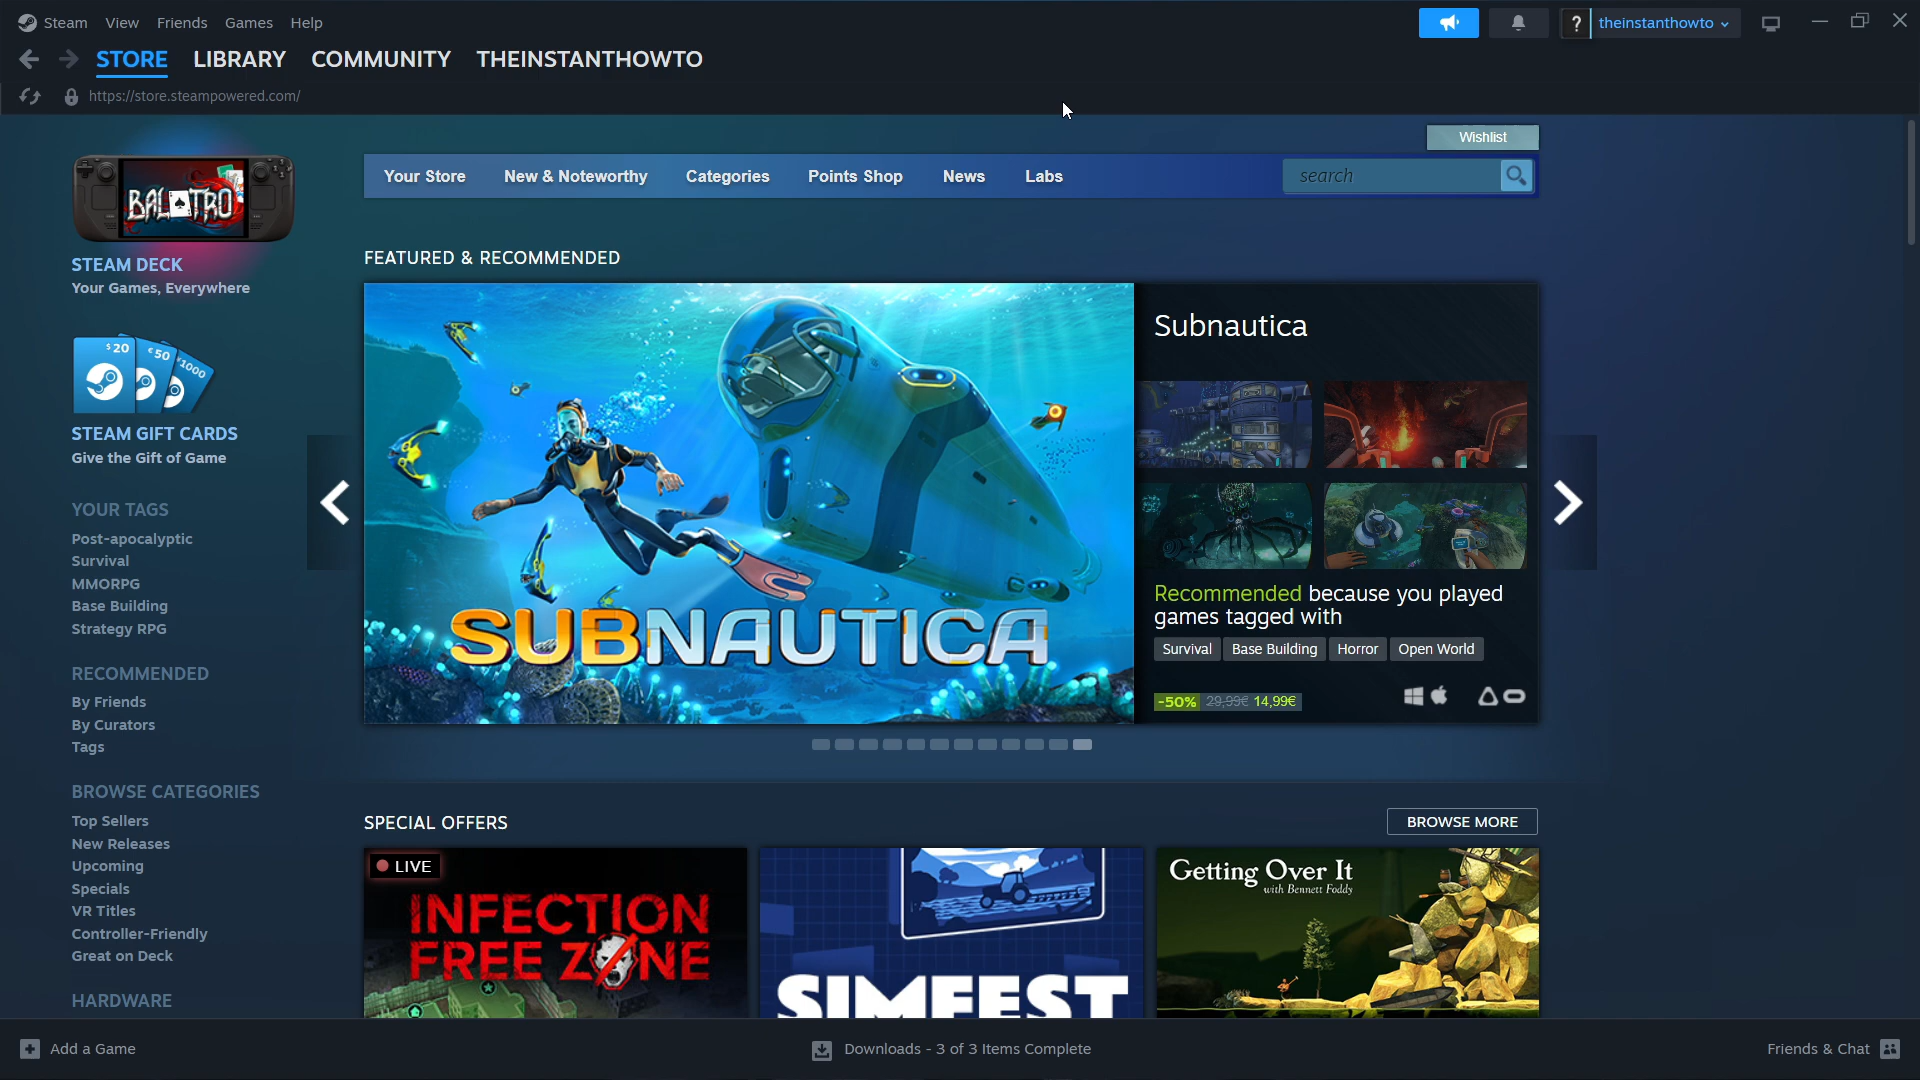 Steam View Friends Games Help
? theinstanthowto
STORE LIBRARY COMMUNITY THEINSTANTHOWTO
https://store.steampowered.com/
Wishlist
Your Store New & Noteworthy Categories Points Shop News Labs
search
BALATRO
STEAM DECK
Your Games, Everywhere
$20 €50 ¥1000
STEAM GIFT CARDS
Give the Gift of Game
YOUR TAGS
Post-apocalyptic
Survival
MMORPG
Base Building
Strategy RPG
RECOMMENDED
By Friends
By Curators
Tags
BROWSE CATEGORIES
Top Sellers
New Releases
Upcoming
Specials
VR Titles
Controller-Friendly
Great on Deck
HARDWARE
FEATURED & RECOMMENDED
SUBNAUTICA
Subnautica
Recommended because you played
games tagged with
Survival Base Building Horror Open World
-50% 29,99€ 14,99€
SPECIAL OFFERS
BROWSE MORE
LIVE
INFECTION
FREE ZONE
SIMFEST
Getting Over It
with Bennett Foddy
Add a Game
Downloads - 3 of 3 Items Complete
Friends & Chat